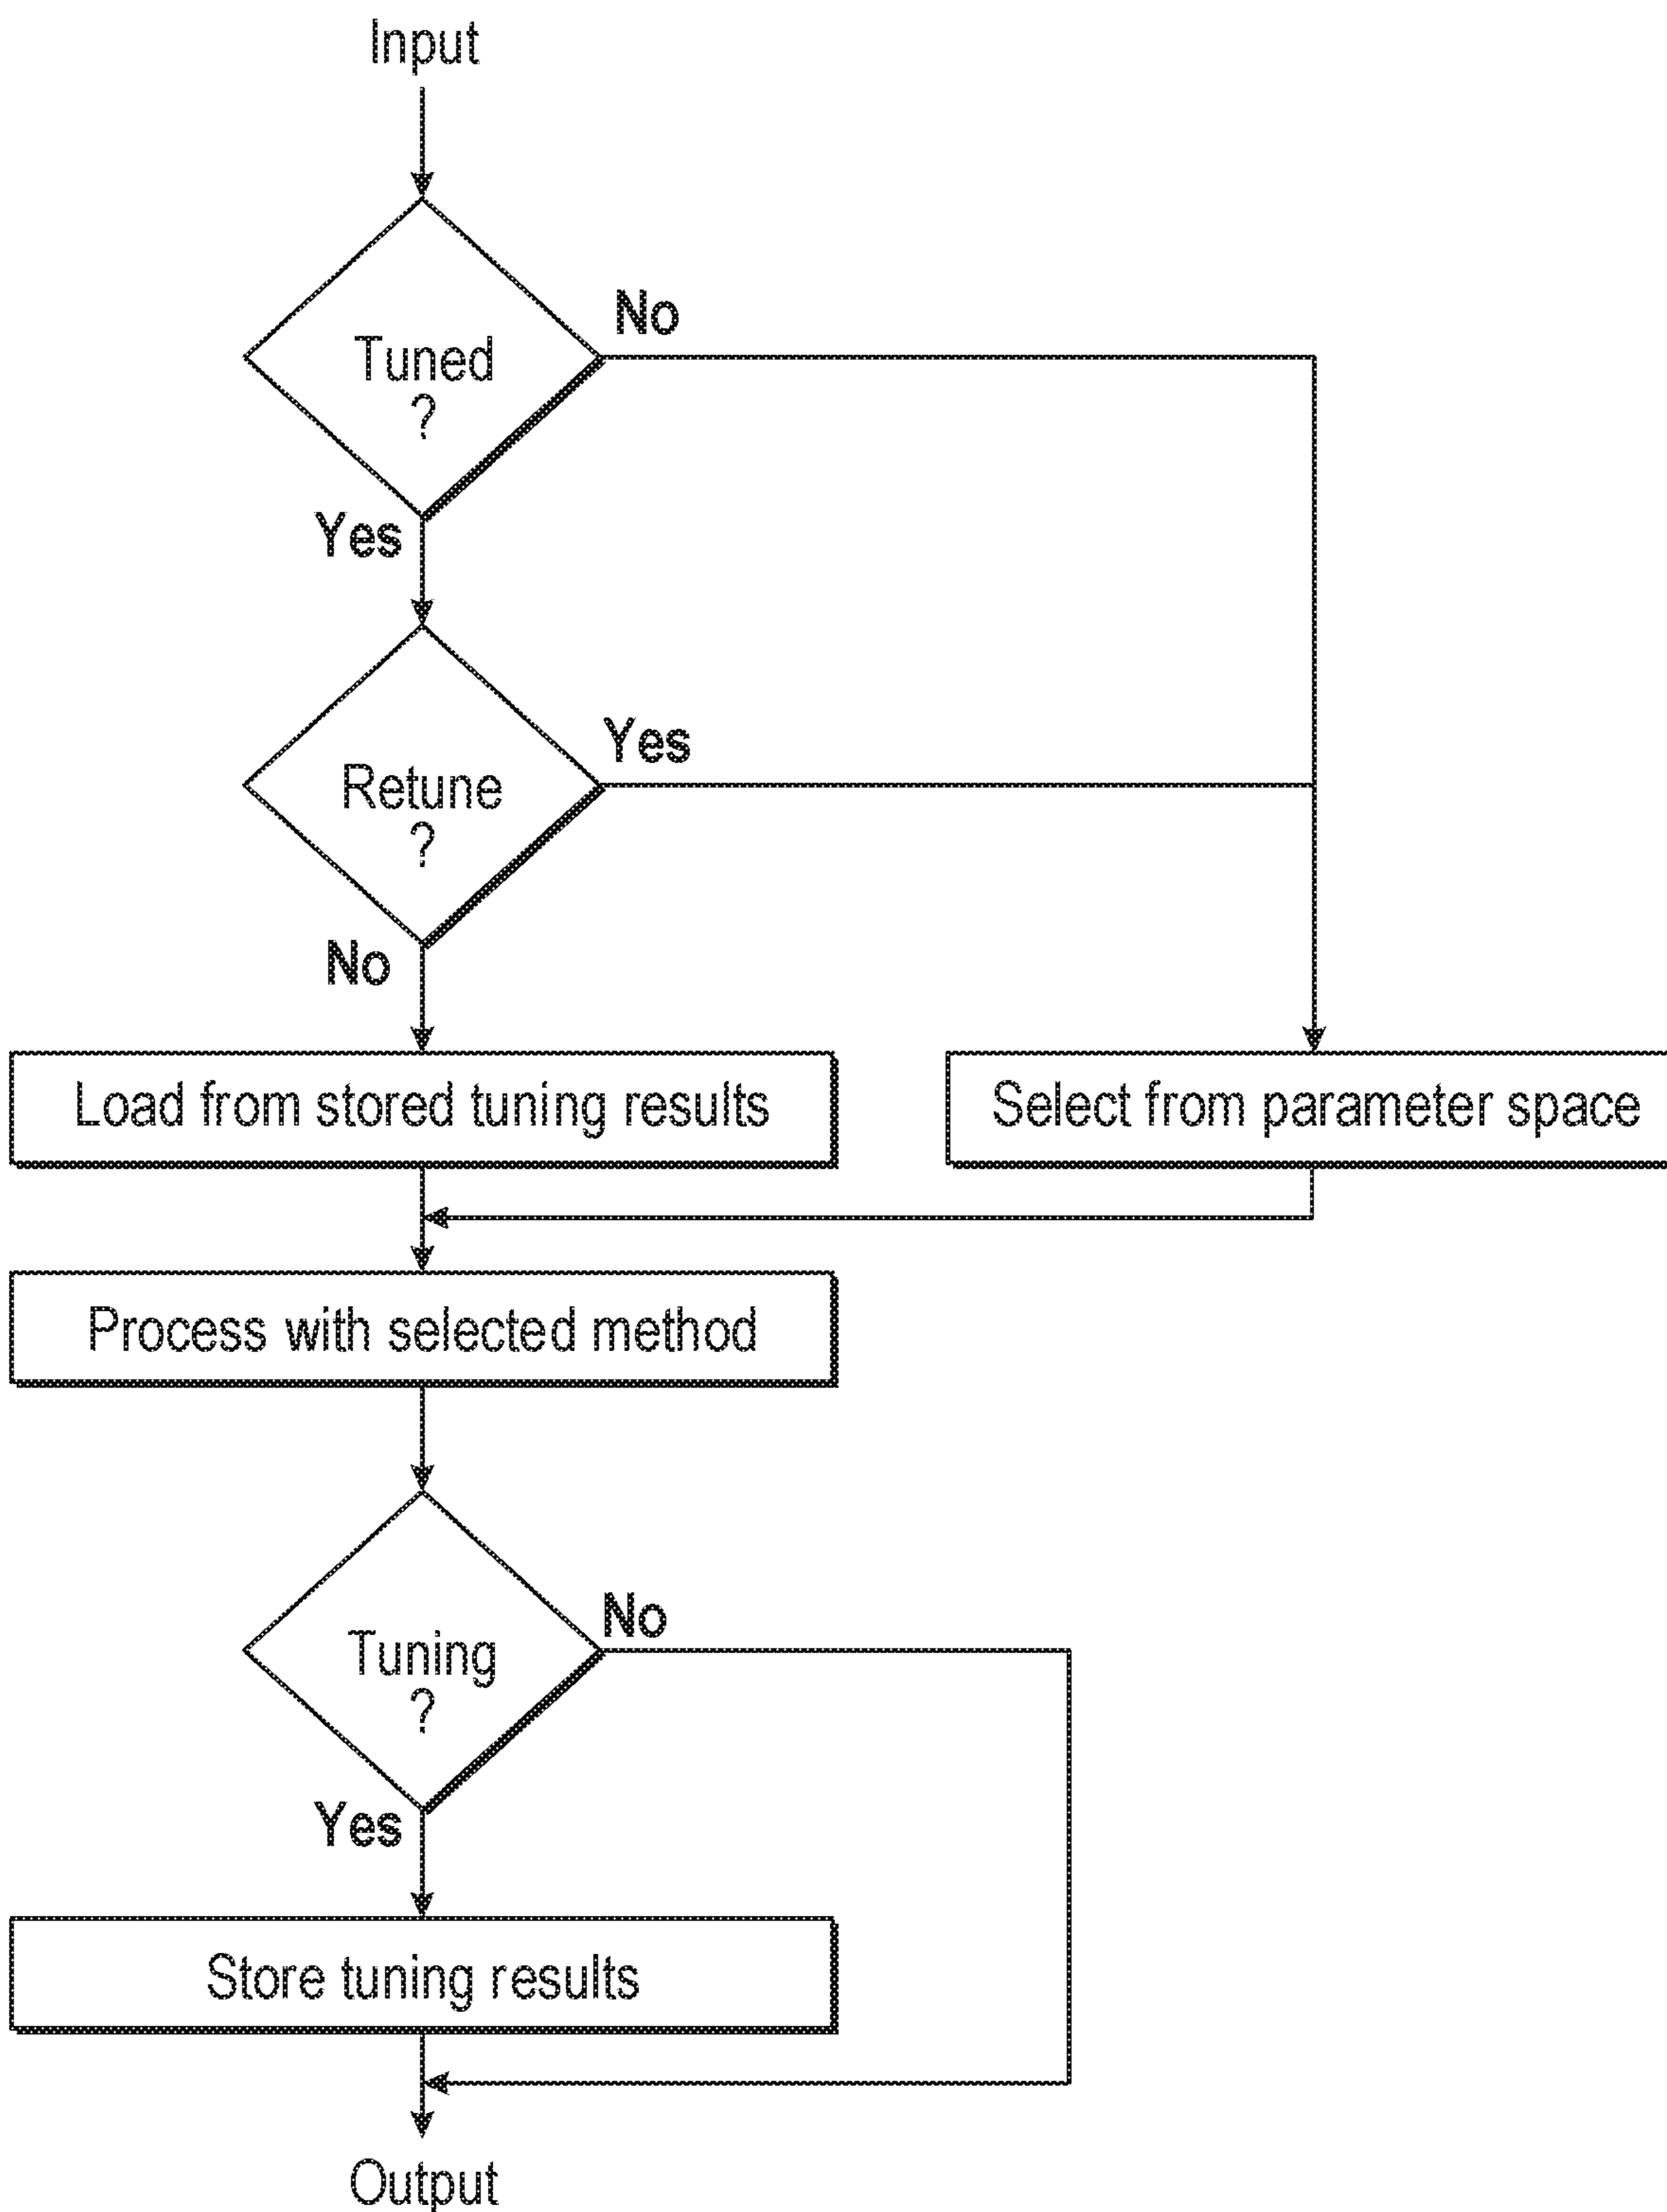 Input
Tuned
?
No
Yes
Retune
?
Yes
No
Load from stored tuning results
Select from parameter space
Process with selected method
Tuning
?
No
Yes
Store tuning results
Output